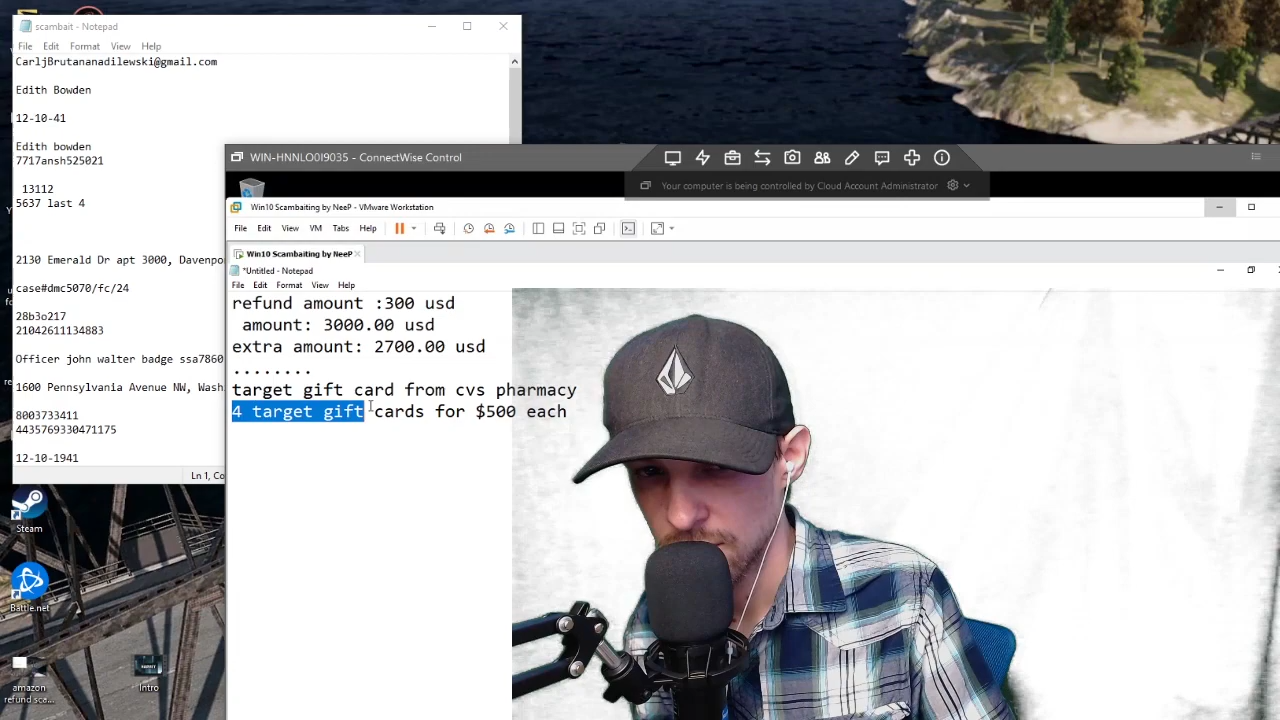 scambait - Notepad
File Edit Format View Help
CarljBrutananadilewski@gmail.com
Edith Bowden
12-10-41
Edith bowden
7717ansh525021
13112
5637 last 4
2130 Emerald Dr apt 3000, Davenpo
case#dmc5070/fc/24
28b3o217
21042611134883
Officer john walter badge ssa7860
1600 Pennsylvania Avenue NW, Wash
8003733411
4435769330471175
12-10-1941
Ln 1, Co
WIN-HNNLO0I9035 - ConnectWise Control
Your computer is being controlled by Cloud Account Administrator
Win10 Scambaiting by NeeP - VMware Workstation
File Edit View VM Tabs Help
Win10 Scambaiting by NeeP
*Untitled - Notepad
File Edit Format View Help
refund amount :300 usd
amount: 3000.00 usd
extra amount: 2700.00 usd
........
target gift card from cvs pharmacy
4 target gift cards for $500 each
Steam
Battle.net
amazon
refund sca...
Intro